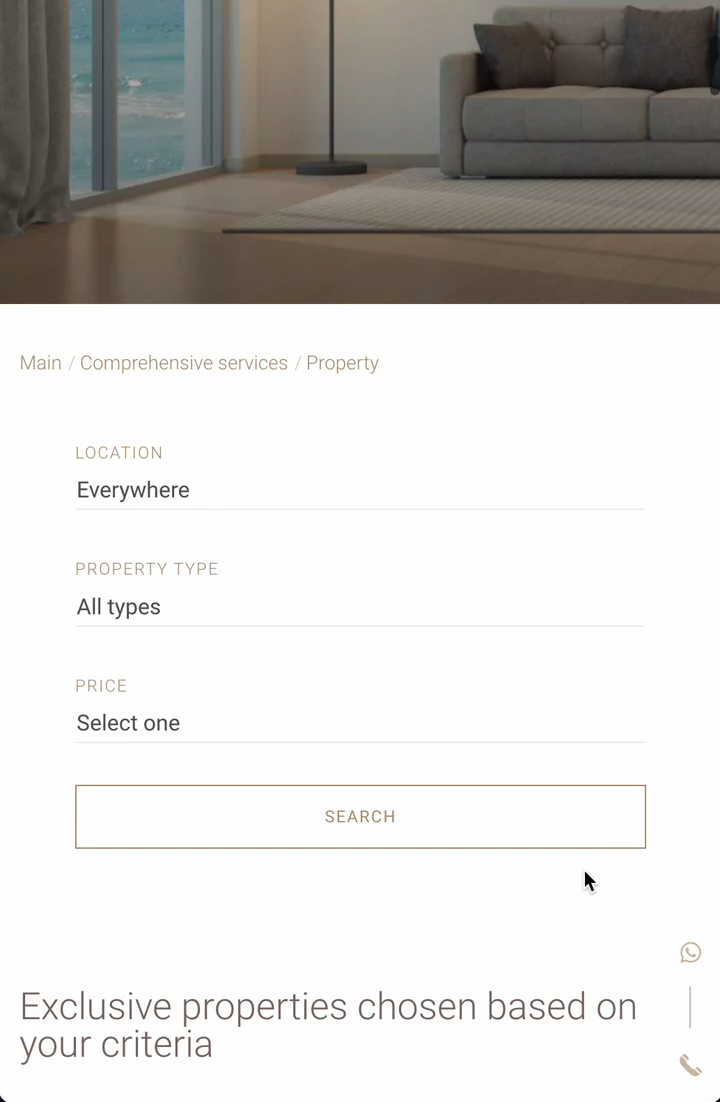 Main / Comprehensive services / Property
LOCATION
Everywhere
PROPERTY TYPE
All types
PRICE
Select one
SEARCH
Exclusive properties chosen based on
your criteria